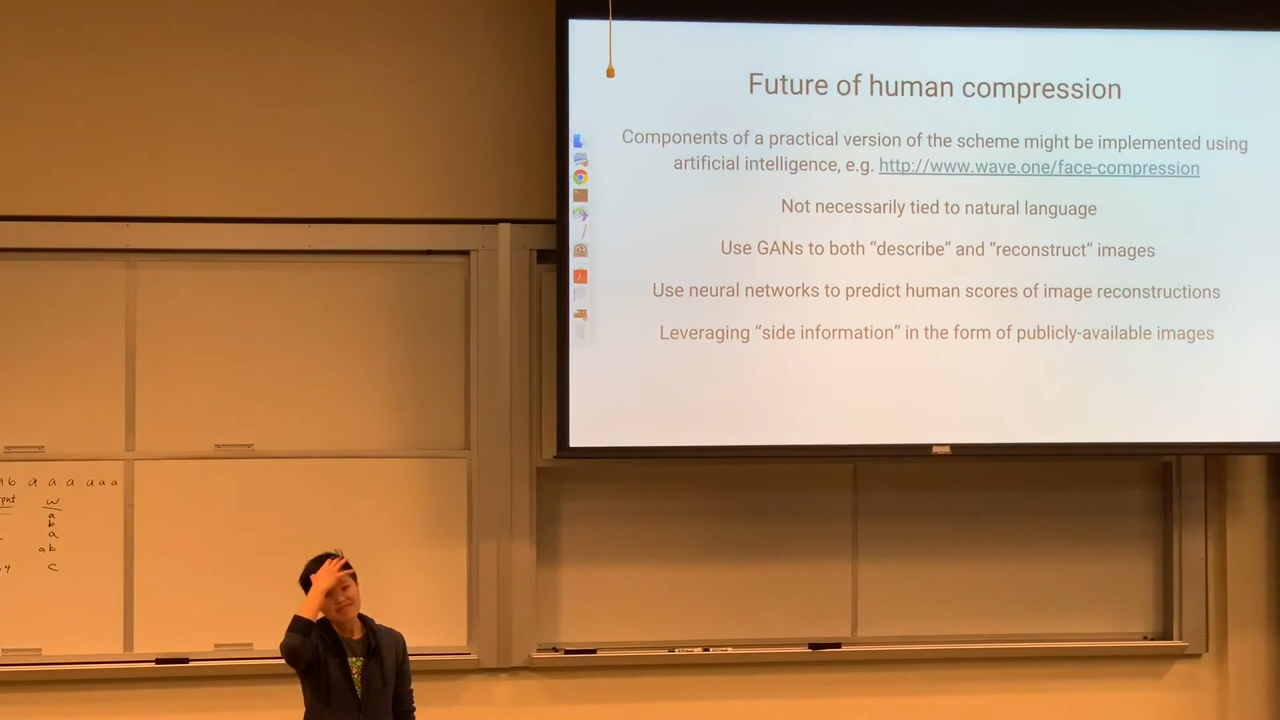 Future of human compression
Components of a practical version of the scheme might be implemented using
artificial intelligence, e.g. http://www.wave.one/face-compression
Not necessarily tied to natural language
Use GANs to both “describe” and “reconstruct” images
Use neural networks to predict human scores of image reconstructions
Leveraging “side information” in the form of publicly-available images
a a a aaa
w
a
b
a
ab
c